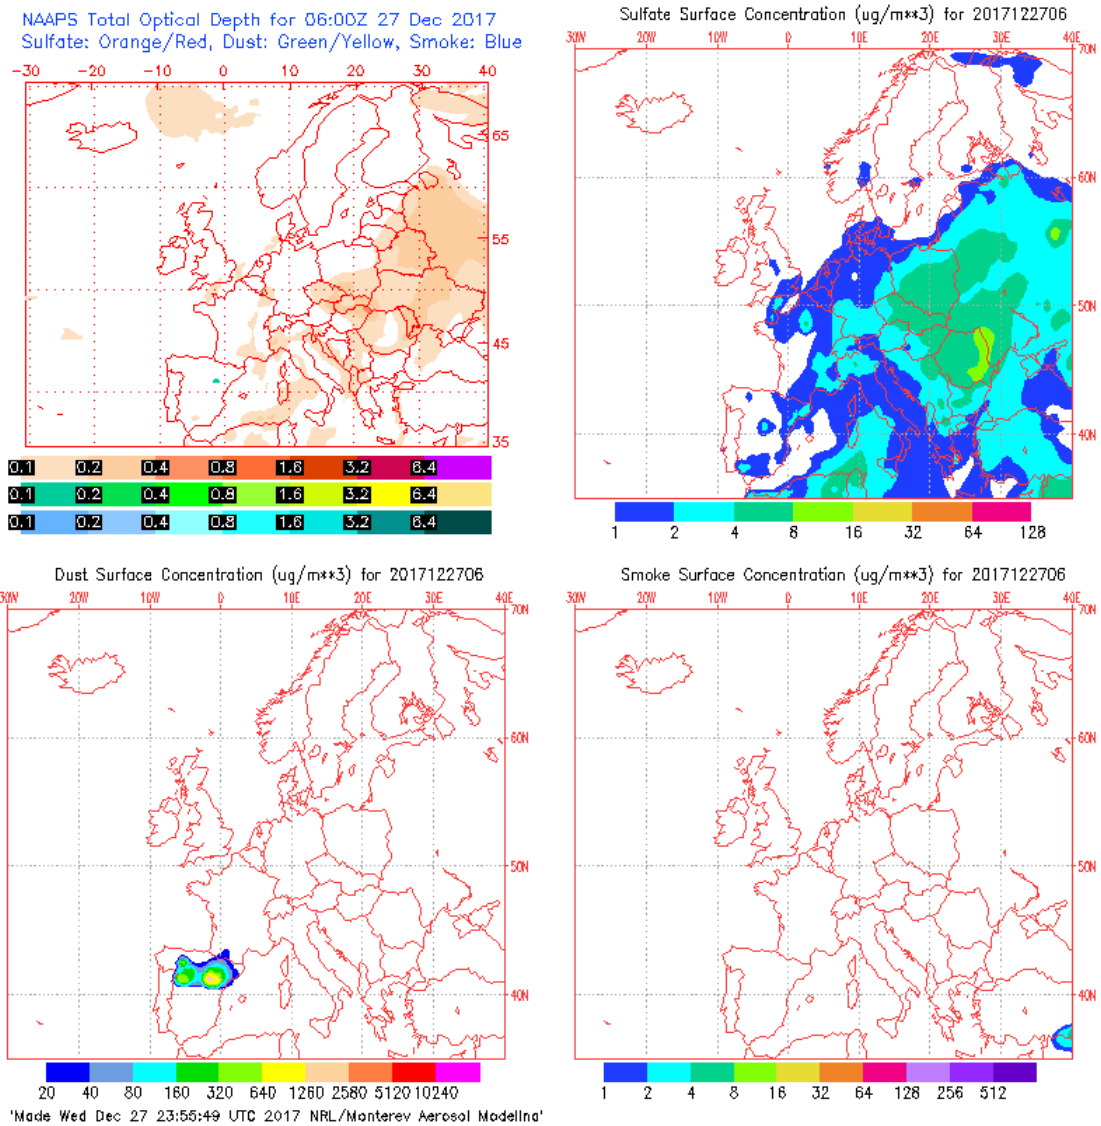 NAAPS Total Optical Depth for 06:00Z 27 Dec 2017
Sulfate: Orange/Red, Dust: Green/Yellow, Smoke: Blue
-30 -20 -10 0 10 20 30 40
65
55
45
35
0.1 0.2 0.4 0.8 1.6 3.2 6.4
0.1 0.2 0.4 0.8 1.6 3.2 6.4
0.1 0.2 0.4 0.8 1.6 3.2 6.4
Sulfate Surface Concentration (ug/m**3) for 2017122706
30W 20W 10W 0 10E 20E 30E 40E
70N
60N
50N
40N
1 2 4 8 16 32 64 128
Dust Surface Concentration (ug/m**3) for 2017122706
30W 20W 10W 0 10E 20E 30E 40E
70N
60N
50N
40N
20 40 80 160 320 640 1260 2580 5120 10240
'Made Wed Dec 27 23:55:49 UTC 2017 NRL/Monterey Aerosol Modeling'
Smoke Surface Concentration (ug/m**3) for 2017122706
30W 20W 10W 0 10E 20E 30E 40E
70N
60N
50N
40N
1 2 4 8 16 32 64 128 256 512